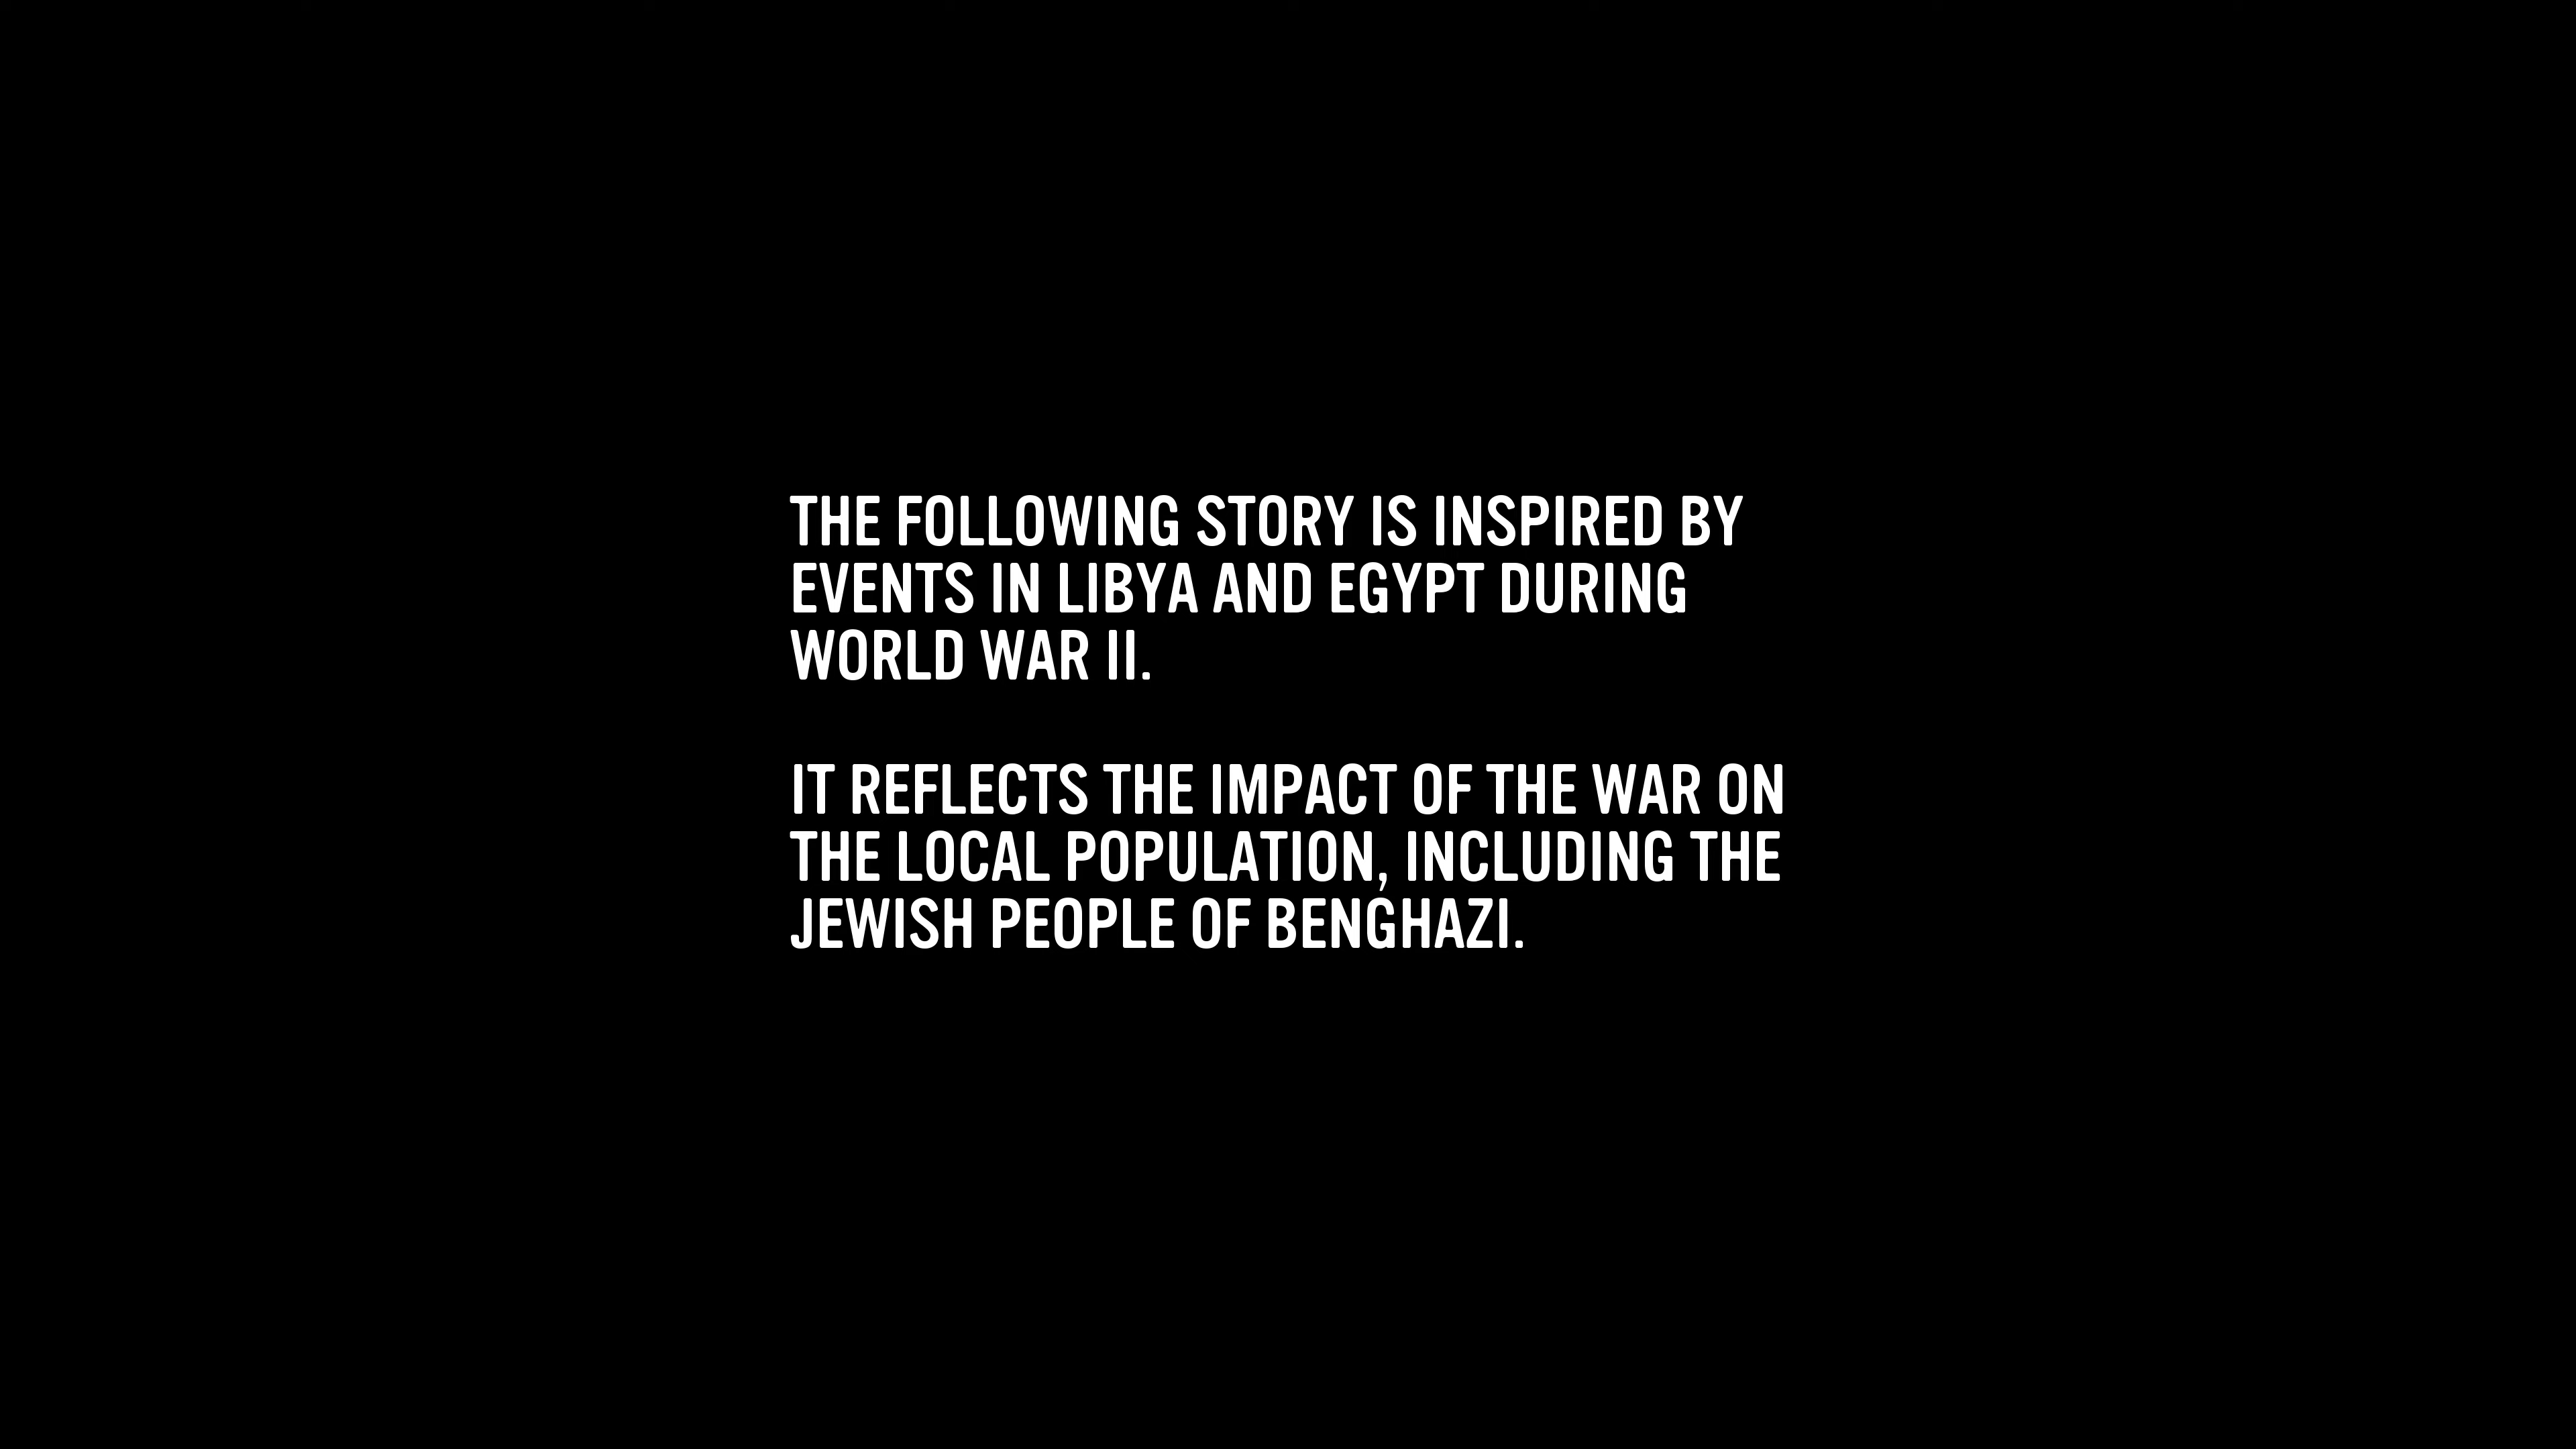 THE FOLLOWING STORY IS INSPIRED BY
EVENTS IN LIBYA AND EGYPT DURING
WORLD WAR II.
IT REFLECTS THE IMPACT OF THE WAR ON
THE LOCAL POPULATION, INCLUDING THE
JEWISH PEOPLE OF BENGHAZI.